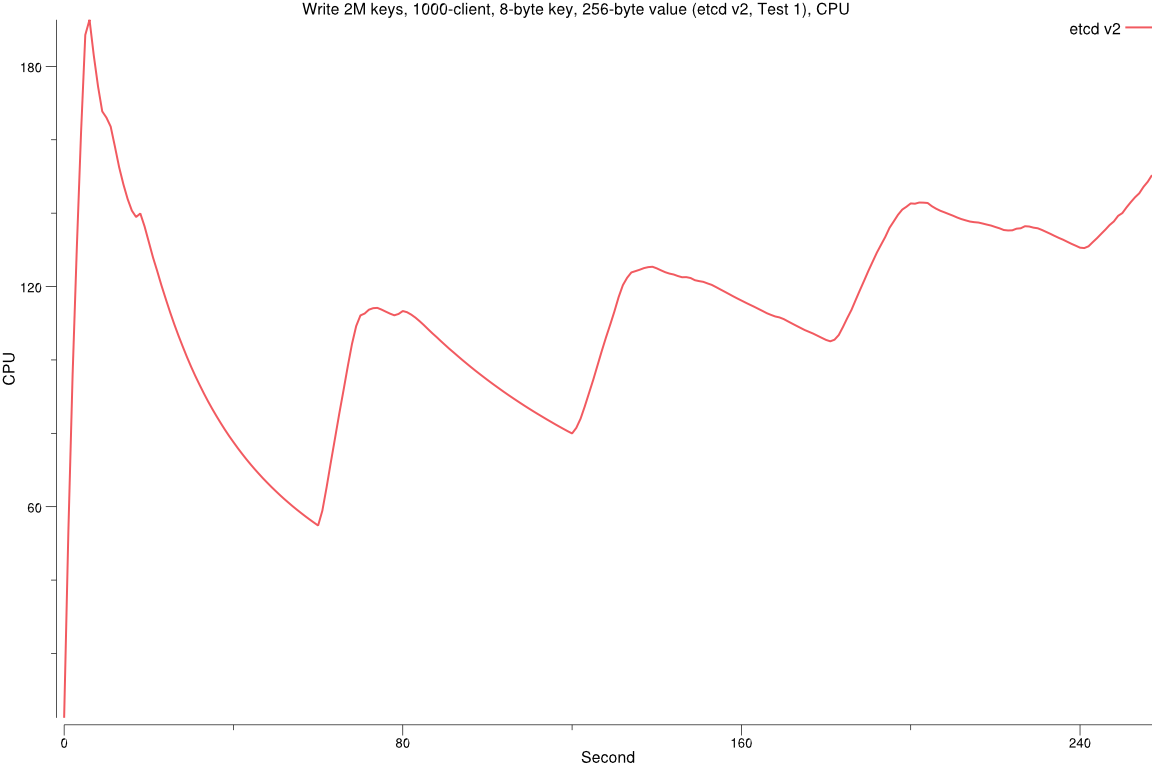 Write 2M keys, 1000-client, 8-byte key, 256-byte value (etcd v2, Test 1), CPU
etcd v2
180
120
60
CPU
0
80
160
240
Second